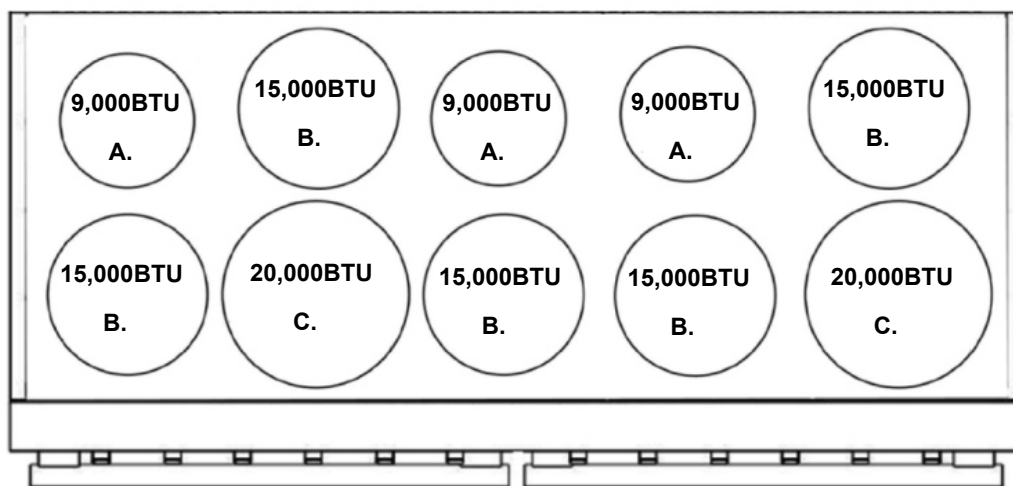 9,000BTU
A.
15,000BTU
B.
9,000BTU
A.
9,000BTU
A.
15,000BTU
B.
15,000BTU
B.
20,000BTU
C.
15,000BTU
B.
15,000BTU
B.
20,000BTU
C.